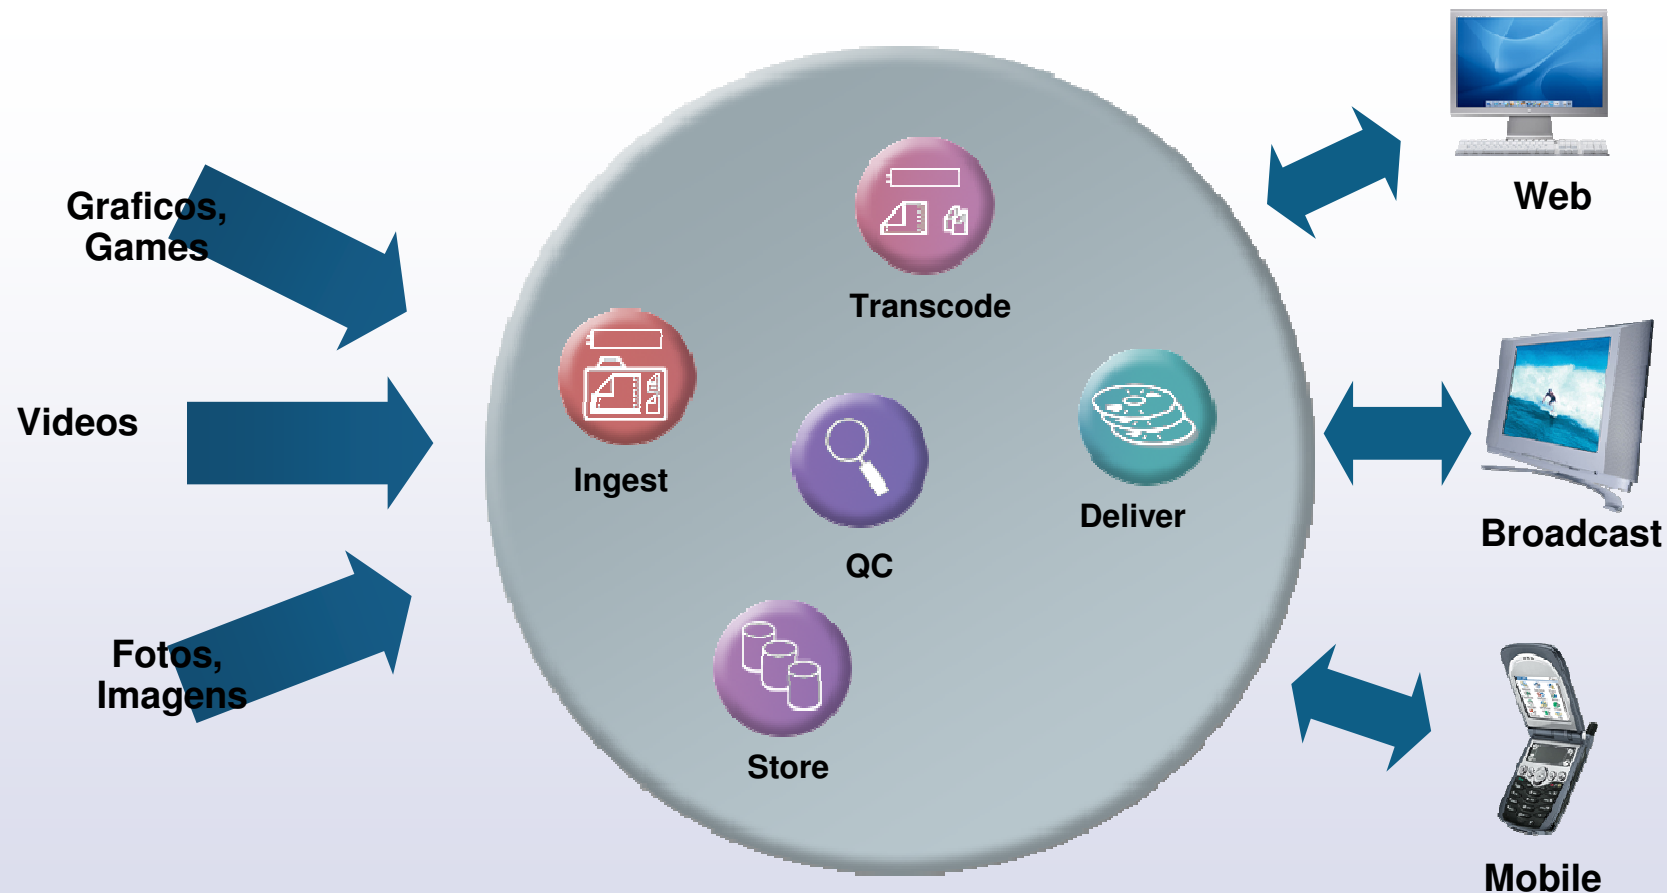 Graficos,
Games
Videos
Fotos,
Imagens
Transcode
Ingest
QC
Deliver
Store
Web
Broadcast
Mobile